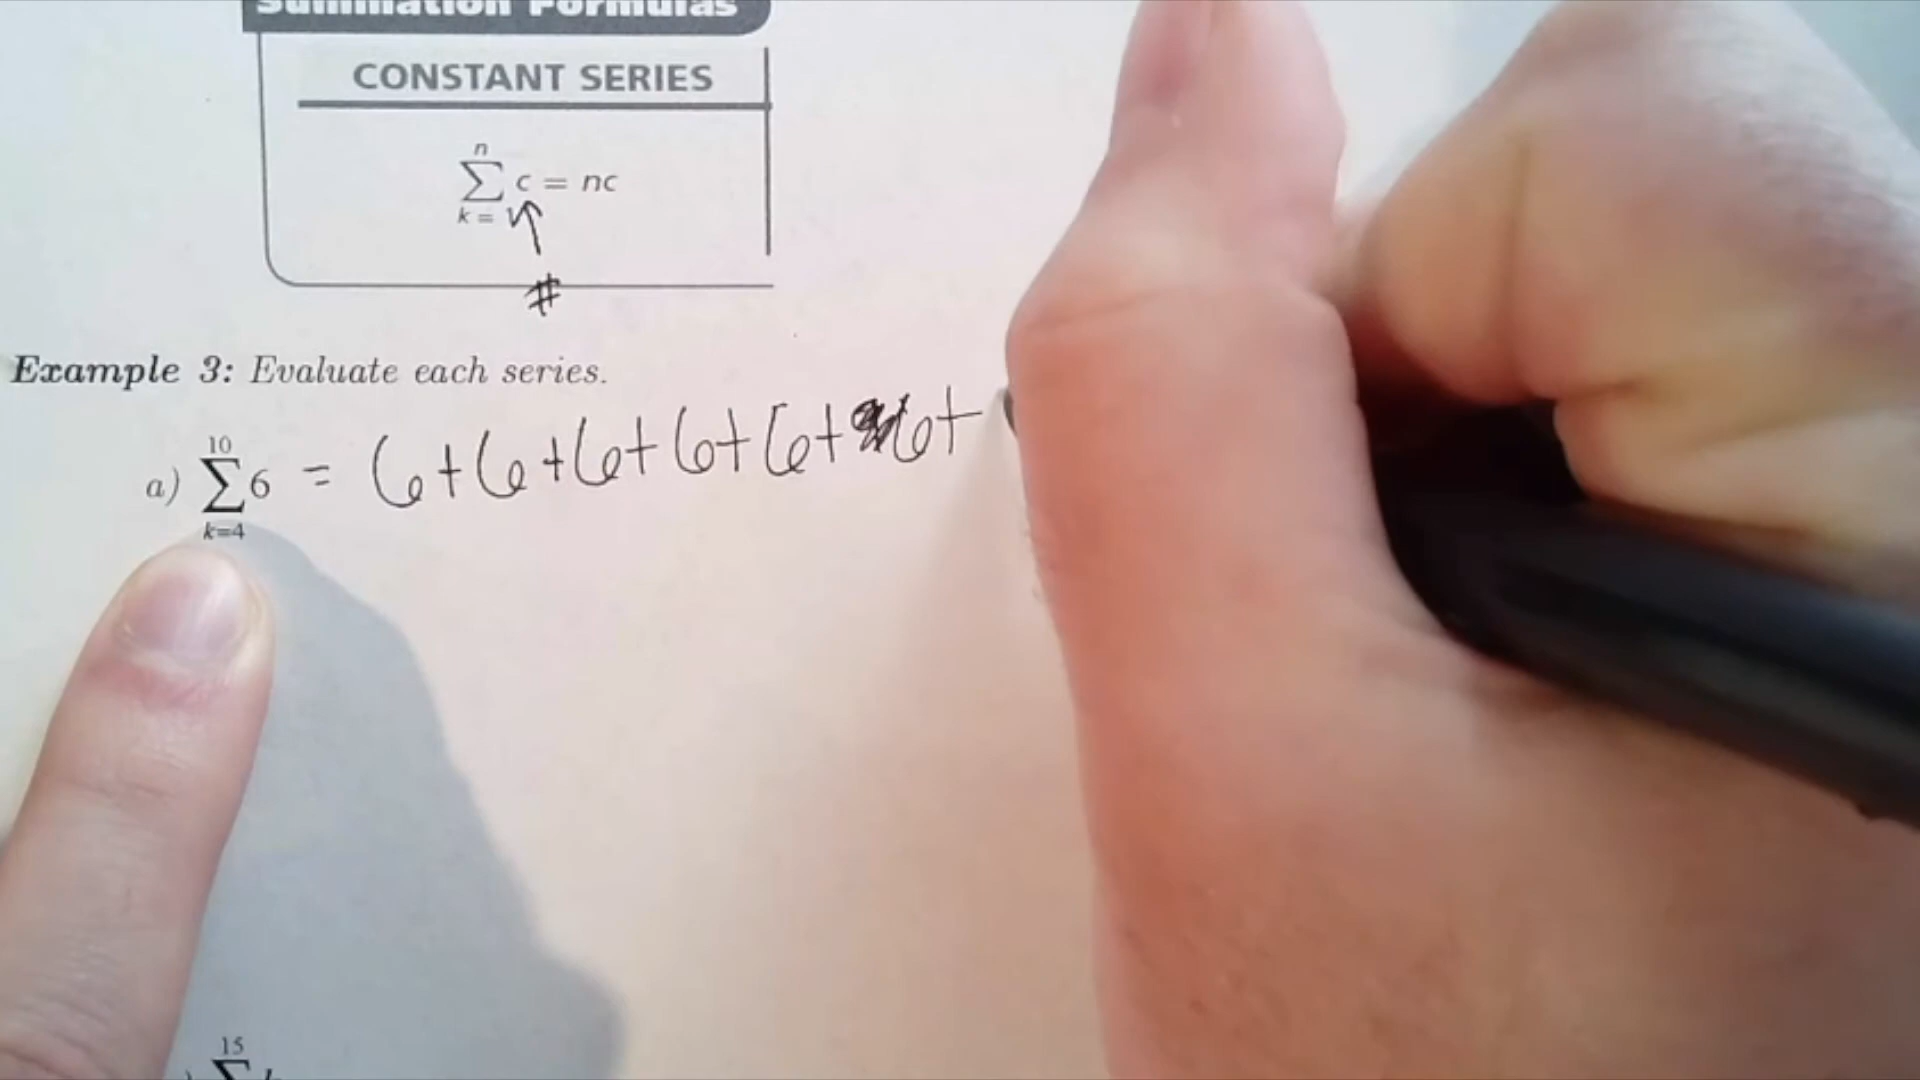 Summation Formulas
CONSTANT SERIES
n
∑ c = nc
k = 1
#
Example 3: Evaluate each series.
10
a) ∑ 6 = 6+6+6+6+6+6+
k=4
15
∑